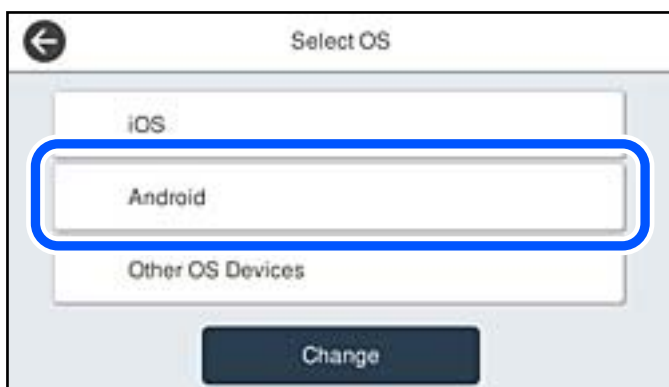 Select OS
iOS
Android
Other OS Devices
Change